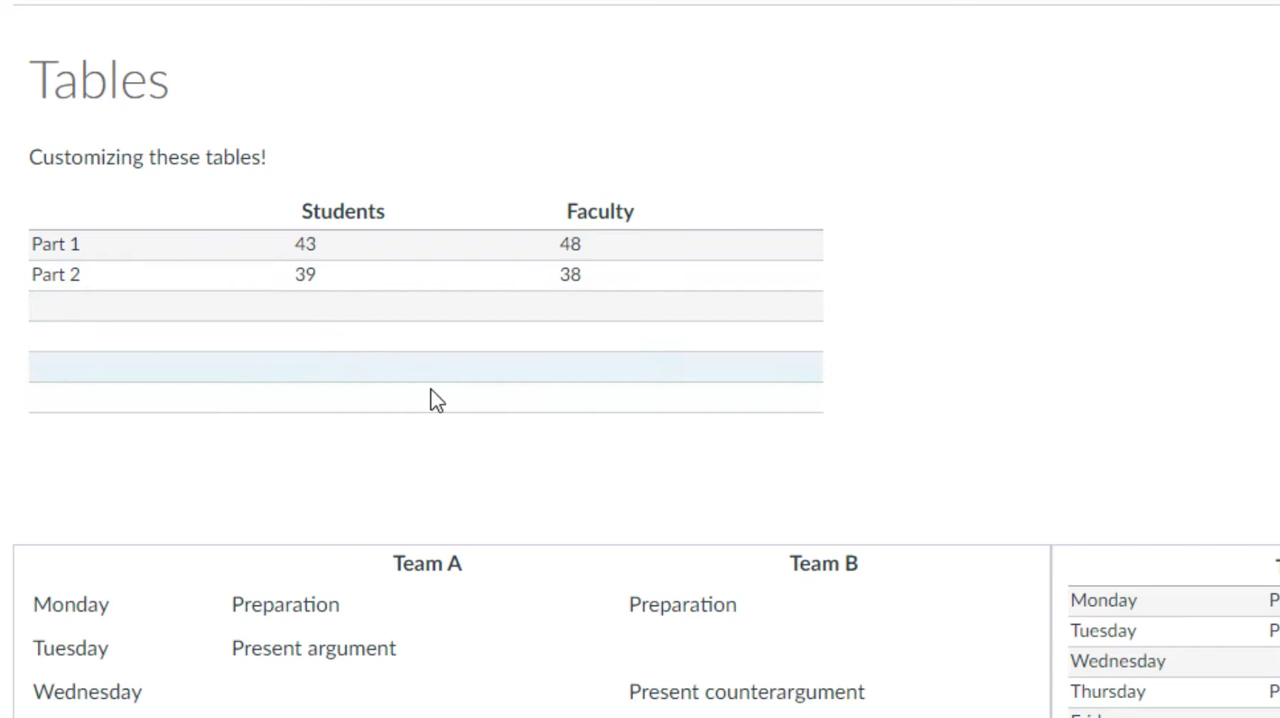 Tables
Customizing these tables!
Students Faculty
Part 1 43 48
Part 2 39 38
Team A Team B
Monday Preparation Preparation
Tuesday Present argument
Wednesday Present counterargument
Monday P
Tuesday P
Wednesday
Thursday P